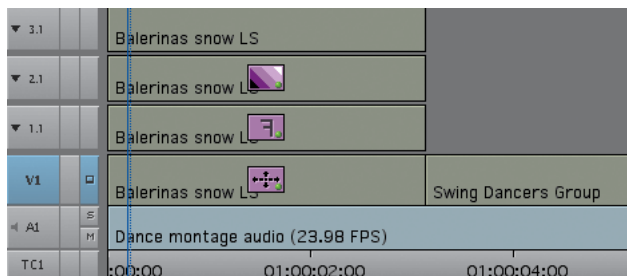 3.1
Balerinas snow LS
2.1
Balerinas snow LS
1.1
Balerinas snow LS
V1
Balerinas snow LS
Swing Dancers Group
A1
S
M
Dance montage audio (23.98 FPS)
TC1
:00:00
01:00:02:00
01:00:04:00